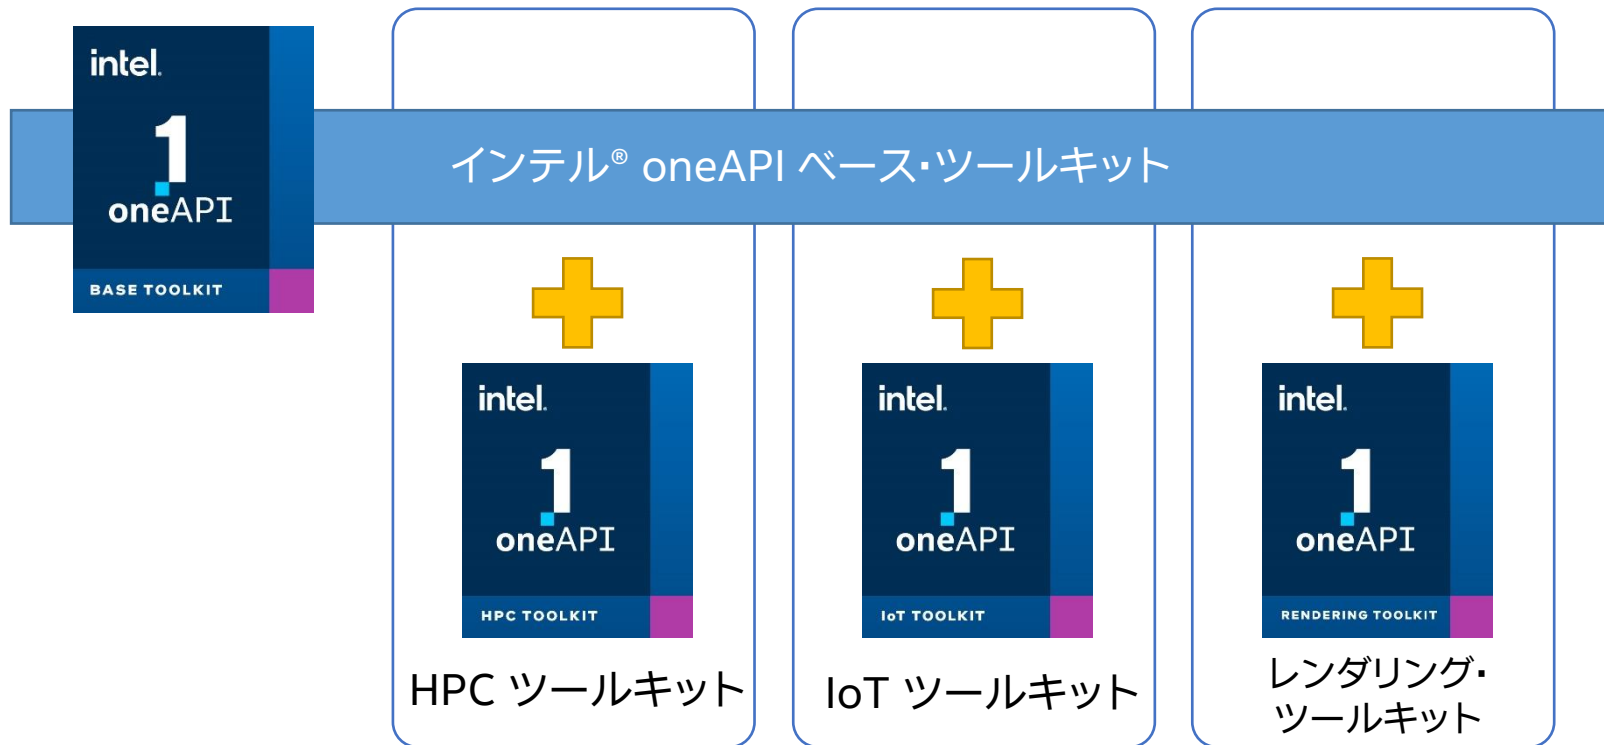 intel.
1
oneAPI
BASE TOOLKIT
インテル® oneAPI ベース・ツールキット
intel.
1
oneAPI
HPC TOOLKIT
HPC ツールキット
intel.
1
oneAPI
IoT TOOLKIT
IoT ツールキット
intel.
1
oneAPI
RENDERING TOOLKIT
レンダリング・
ツールキット